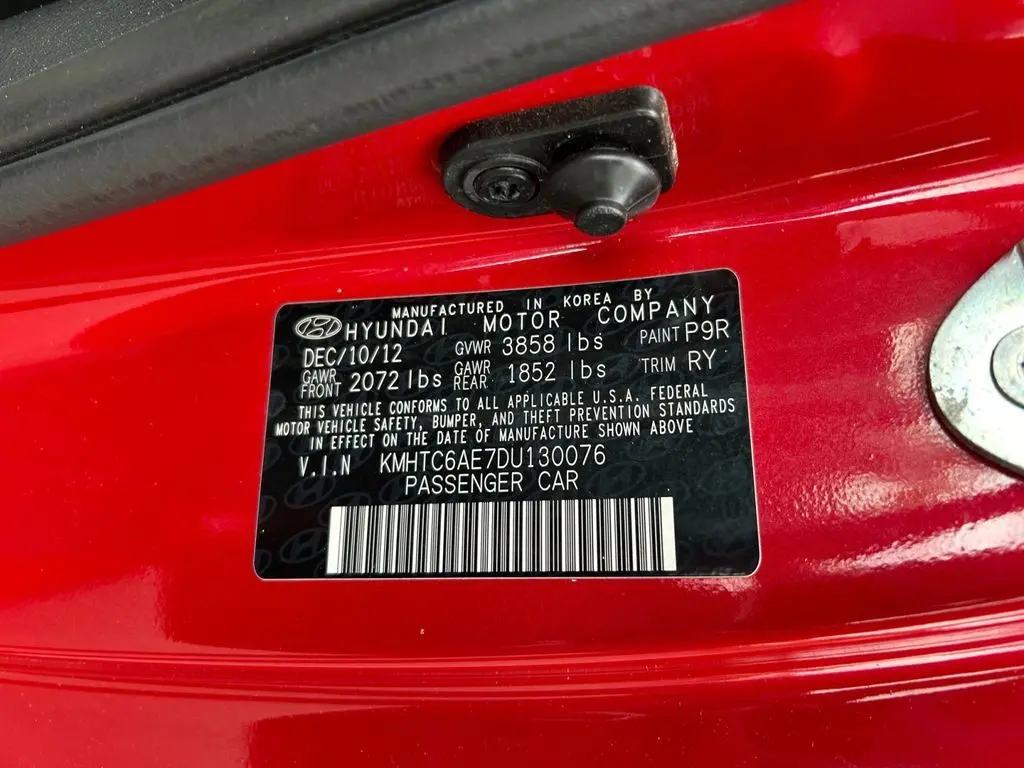 MANUFACTURED IN KOREA BY
HYUNDAI MOTOR COMPANY
DEC/10/12 GVWR 3858 lbs PAINT P9R
GAWR FRONT 2072 lbs GAWR REAR 1852 lbs TRIM RY
THIS VEHICLE CONFORMS TO ALL APPLICABLE U.S.A. FEDERAL
MOTOR VEHICLE SAFETY, BUMPER, AND THEFT PREVENTION STANDARDS
IN EFFECT ON THE DATE OF MANUFACTURE SHOWN ABOVE
V.I.N KMHTC6AE7DU130076
PASSENGER CAR